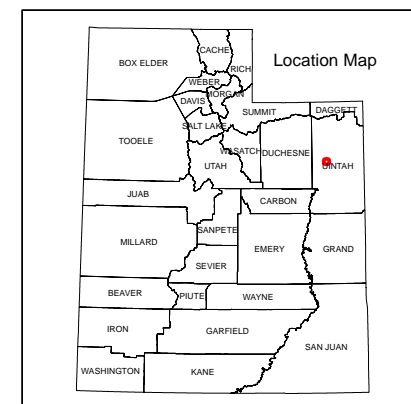 Location Map
CACHE
BOX ELDER
RICH
WEBER
MORGAN
DAVIS
SUMMIT
DAGGETT
SALT LAKE
TOOELE
WASATCH
DUCHESNE
UINTAH
UTAH
JUAB
CARBON
SANPETE
MILLARD
EMERY
GRAND
SEVIER
BEAVER
PIUTE
WAYNE
IRON
GARFIELD
SAN JUAN
WASHINGTON
KANE